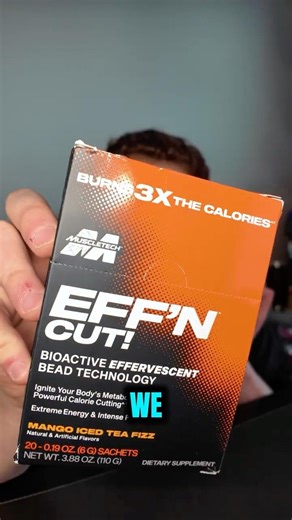 BURNS 3X THE CALORIES
MUSCLETECH
EFF'N
CUT!
BIOACTIVE EFFERVESCENT
BEAD TECHNOLOGY
Ignite Your Body's
Powerful Calorie Cutting*
Extreme Energy & Intense
WE
MANGO ICED TEA FIZZ
Natural & Artificial Flavors
20 - 0.19 OZ. (6 G) SACHETS
NET WT. 3.88 OZ. (110 G)
DIETARY SUPPLEMENT